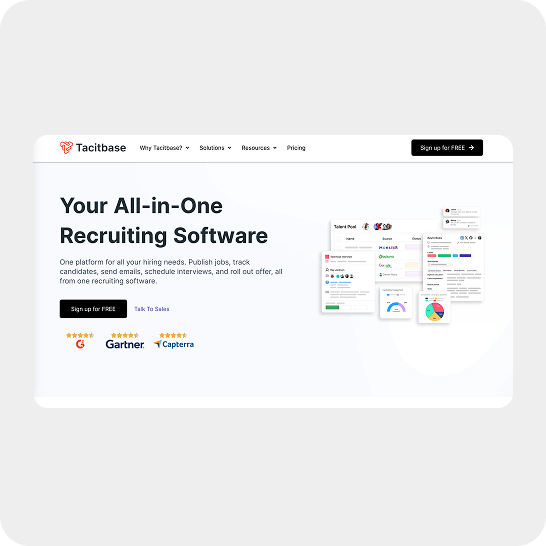 Tacitbase
Why Tacitbase?
Solutions
Resources
Pricing
Sign up for FREE →
Your All-in-One
Recruiting Software
One platform for all your hiring needs. Publish jobs, track
candidates, send emails, schedule interviews, and roll out offer, all
from one recruiting software.
Sign up for FREE
Talk To Sales
Gartner
Capterra
Talent Pool
Name
Source